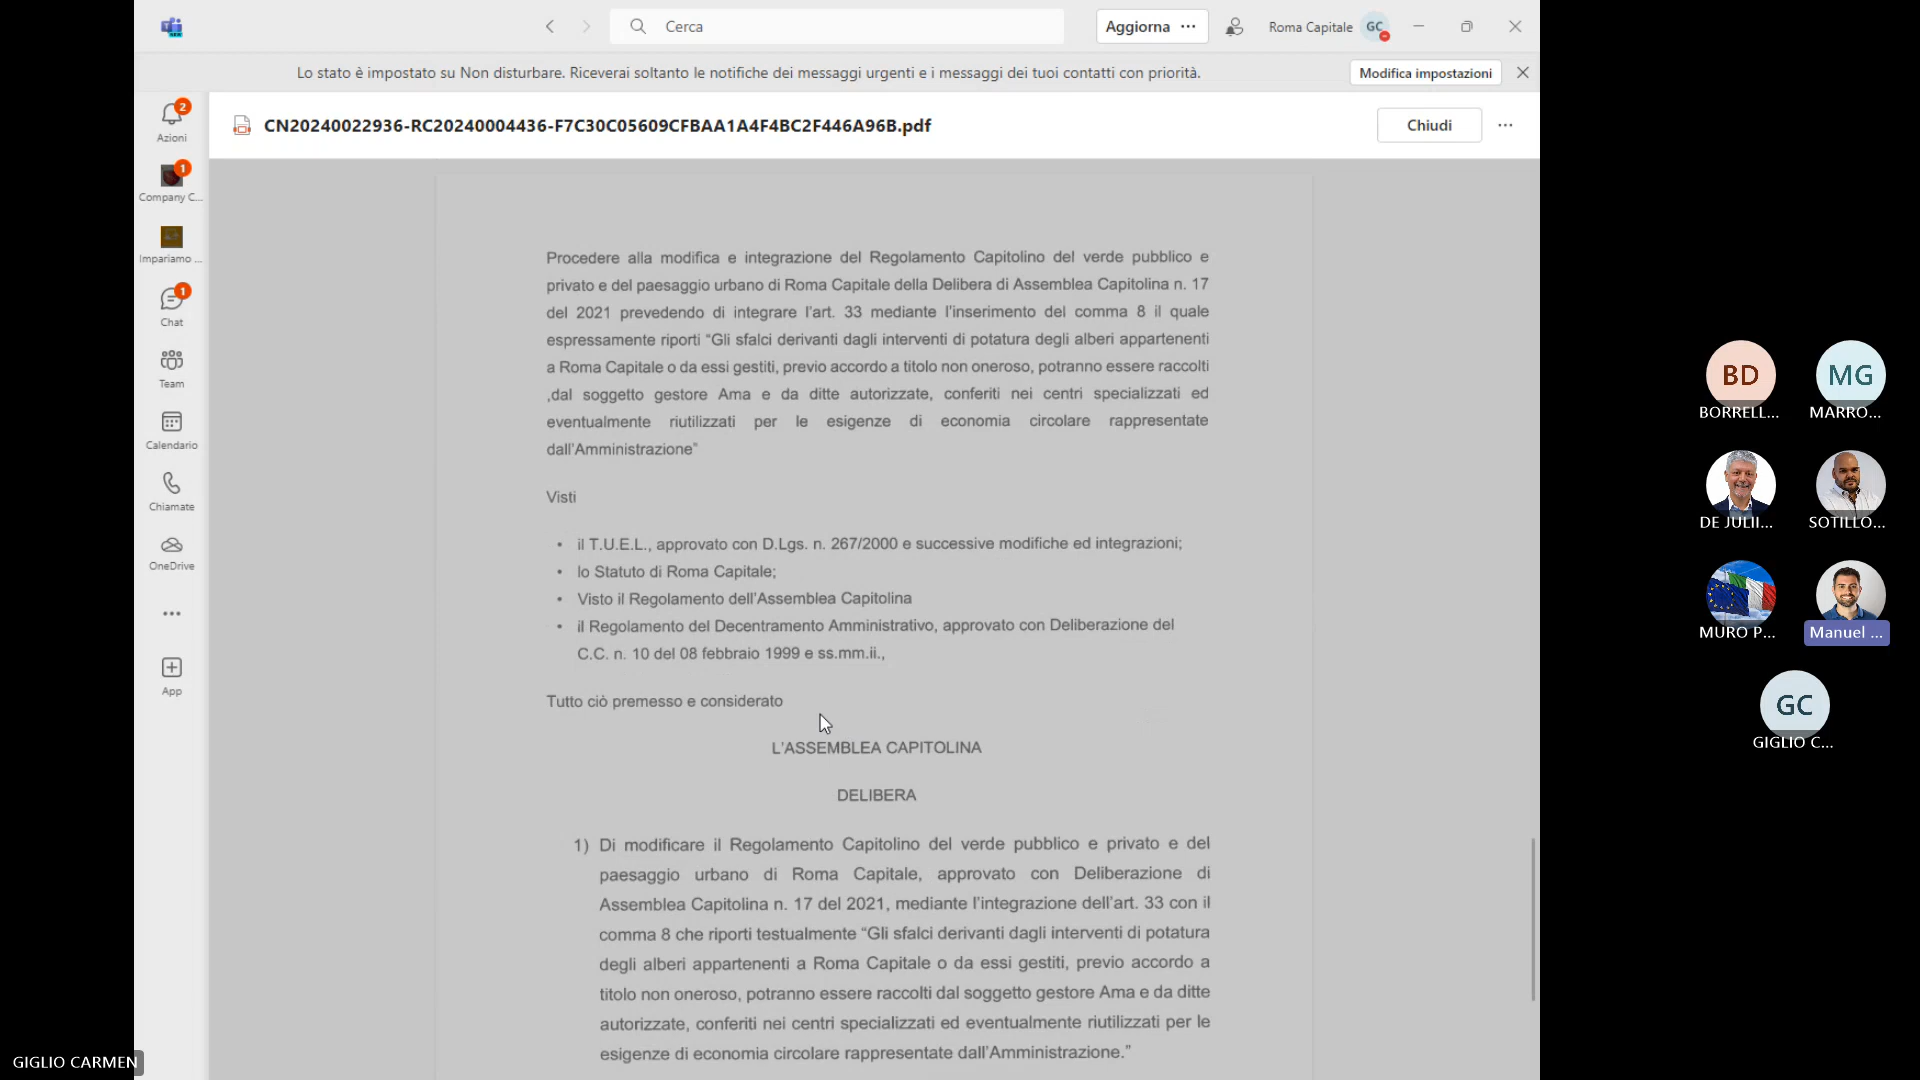 Cerca
Aggiorna
Roma Capitale
GC
Lo stato è impostato su Non disturbare. Riceverai soltanto le notifiche dei messaggi urgenti e i messaggi dei tuoi contatti con priorità.
Modifica impostazioni
2
Azioni
1
Company C...
Impariamo ...
1
Chat
Team
Calendario
Chiamate
OneDrive
App
CN20240022936-RC20240004436-F7C30C05609CFBAA1A4F4BC2F446A96B.pdf
Chiudi
Procedere alla modifica e integrazione del Regolamento Capitolino del verde pubblico e
privato e del paesaggio urbano di Roma Capitale della Delibera di Assemblea Capitolina n. 17
del 2021 prevedendo di integrare l'art. 33 mediante l'inserimento del comma 8 il quale
espressamente riporti "Gli sfalci derivanti dagli interventi di potatura degli alberi appartenenti
a Roma Capitale o da essi gestiti, previo accordo a titolo non oneroso, potranno essere raccolti
,dal soggetto gestore Ama e da ditte autorizzate, conferiti nei centri specializzati ed
eventualmente riutilizzati per le esigenze di economia circolare rappresentate
dall'Amministrazione"
Visti
• il T.U.E.L., approvato con D.Lgs. n. 267/2000 e successive modifiche ed integrazioni;
• lo Statuto di Roma Capitale;
• Visto il Regolamento dell'Assemblea Capitolina
• il Regolamento del Decentramento Amministrativo, approvato con Deliberazione del
C.C. n. 10 del 08 febbraio 1999 e ss.mm.ii.,
Tutto ciò premesso e considerato
L'ASSEMBLEA CAPITOLINA
DELIBERA
1) Di modificare il Regolamento Capitolino del verde pubblico e privato e del
paesaggio urbano di Roma Capitale, approvato con Deliberazione di
Assemblea Capitolina n. 17 del 2021, mediante l'integrazione dell'art. 33 con il
comma 8 che riporti testualmente "Gli sfalci derivanti dagli interventi di potatura
degli alberi appartenenti a Roma Capitale o da essi gestiti, previo accordo a
titolo non oneroso, potranno essere raccolti dal soggetto gestore Ama e da ditte
autorizzate, conferiti nei centri specializzati ed eventualmente riutilizzati per le
esigenze di economia circolare rappresentate dall'Amministrazione."
BD
BORRELL...
MG
MARRO...
DE JULII...
SOTILLO...
MURO P...
Manuel ...
GC
GIGLIO C...
GIGLIO CARMEN